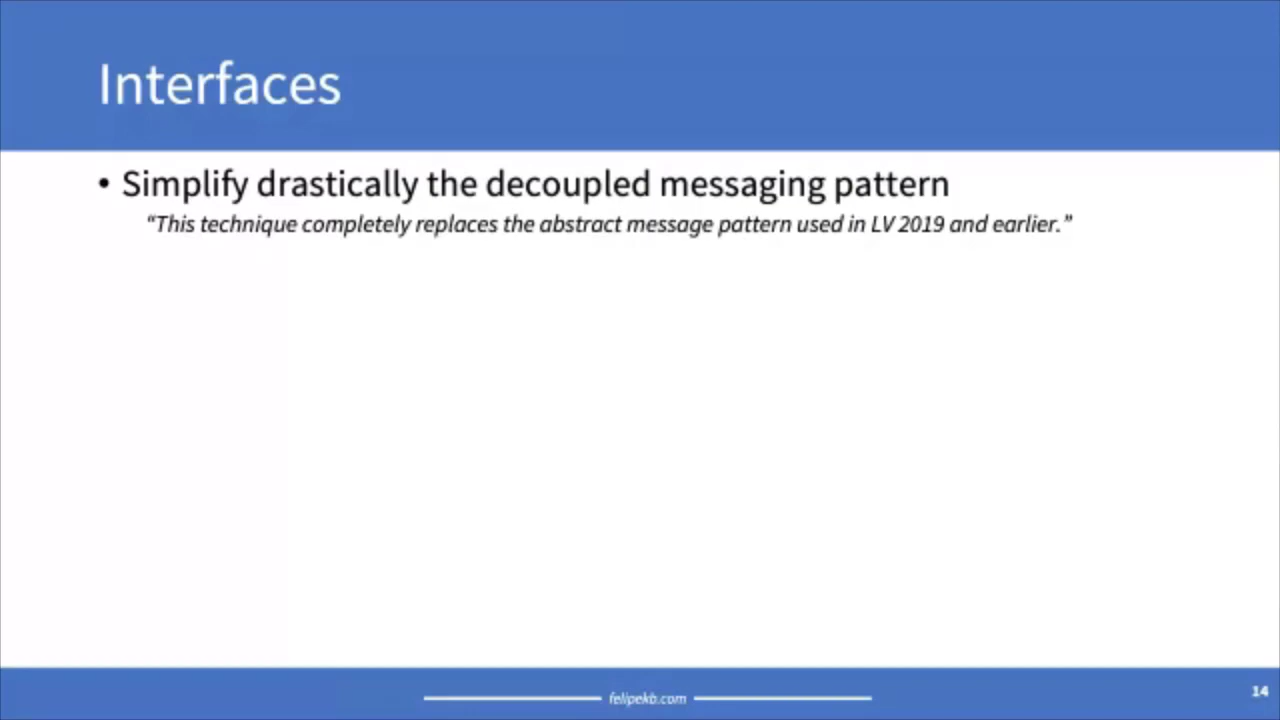 Interfaces
• Simplify drastically the decoupled messaging pattern
“This technique completely replaces the abstract message pattern used in LV 2019 and earlier.”
felipekb.com
14